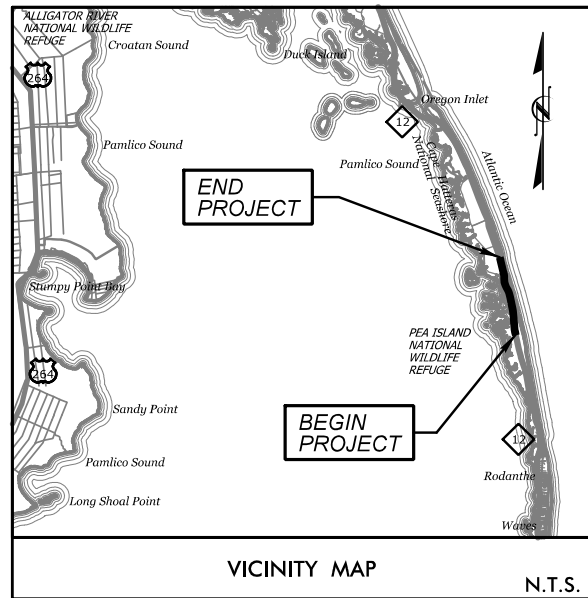 ALLIGATOR RIVER
NATIONAL WILDLIFE
REFUGE
Croatan Sound
264
Duck Island
Oregon Inlet
12
Pamlico Sound
Pamlico Sound
Cape Hatteras
National Seashore
Atlantic Ocean
END
PROJECT
Stumpy Point Bay
PEA ISLAND
NATIONAL
WILDLIFE
REFUGE
264
Sandy Point
BEGIN
PROJECT
12
Pamlico Sound
Rodanthe
Long Shoal Point
Waves
VICINITY MAP
N.T.S.